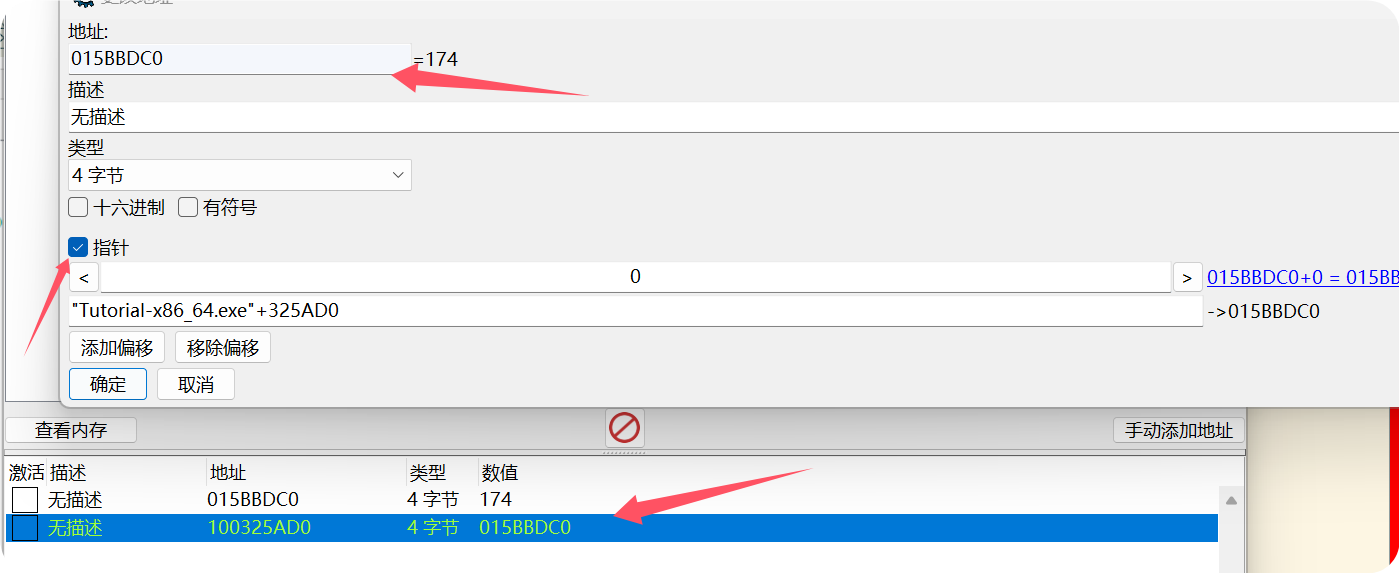 更改地址
地址:
015BBDC0 =174
描述
无描述
类型
4 字节
十六进制 有符号
指针
< 0 > 015BBDC0+0 = 015BB
"Tutorial-x86_64.exe"+325AD0 ->015BBDC0
添加偏移 移除偏移
确定 取消
查看内存 手动添加地址
激活 描述 地址 类型 数值
无描述 015BBDC0 4 字节 174
无描述 100325AD0 4 字节 015BBDC0